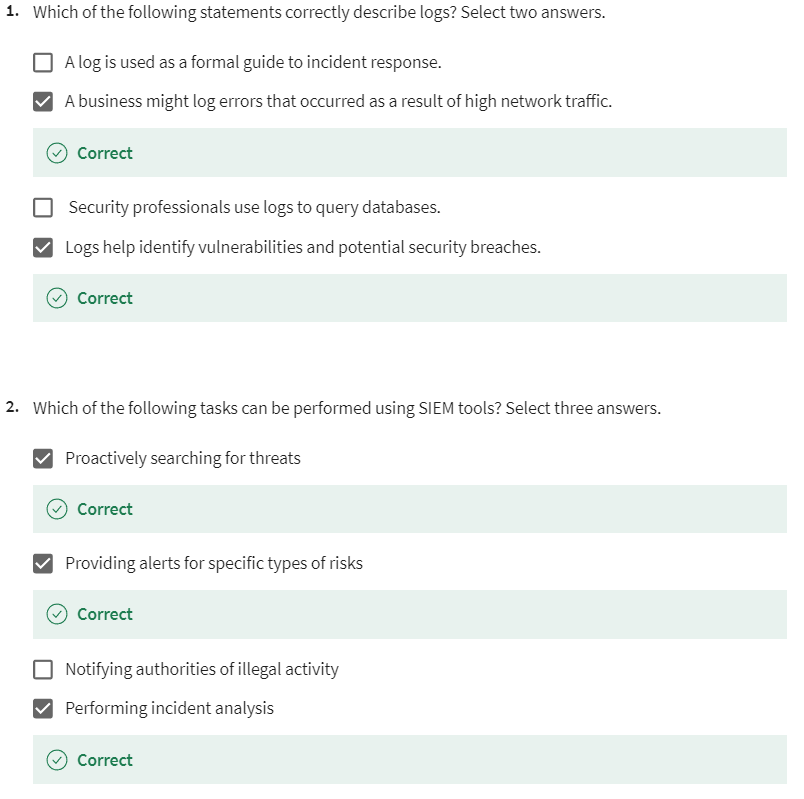 1. Which of the following statements correctly describe logs? Select two answers.
A log is used as a formal guide to incident response.
A business might log errors that occurred as a result of high network traffic.
Correct
Security professionals use logs to query databases.
Logs help identify vulnerabilities and potential security breaches.
Correct
2. Which of the following tasks can be performed using SIEM tools? Select three answers.
Proactively searching for threats
Correct
Providing alerts for specific types of risks
Correct
Notifying authorities of illegal activity
Performing incident analysis
Correct